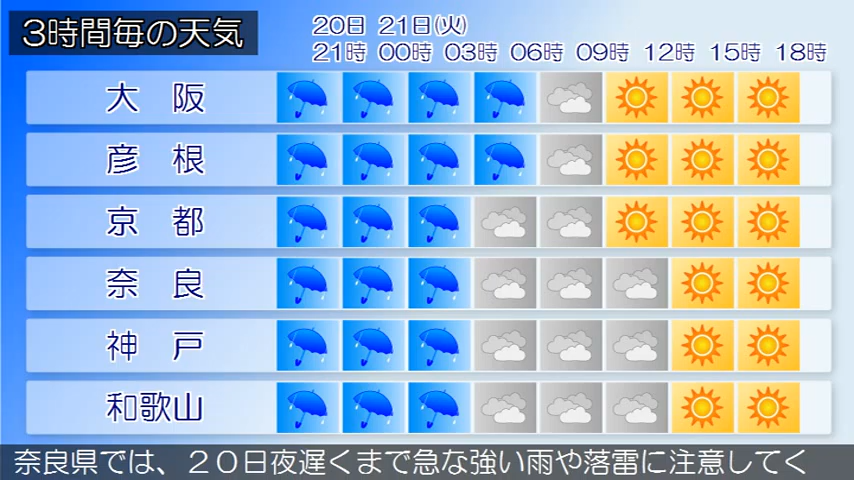 3時間毎の天気
20日 21日(火)
21時 00時 03時 06時 09時 12時 15時 18時
大 阪
彦 根
京 都
奈 良
神 戸
和歌山
奈良県では、20日夜遅くまで急な強い雨や落雷に注意してく